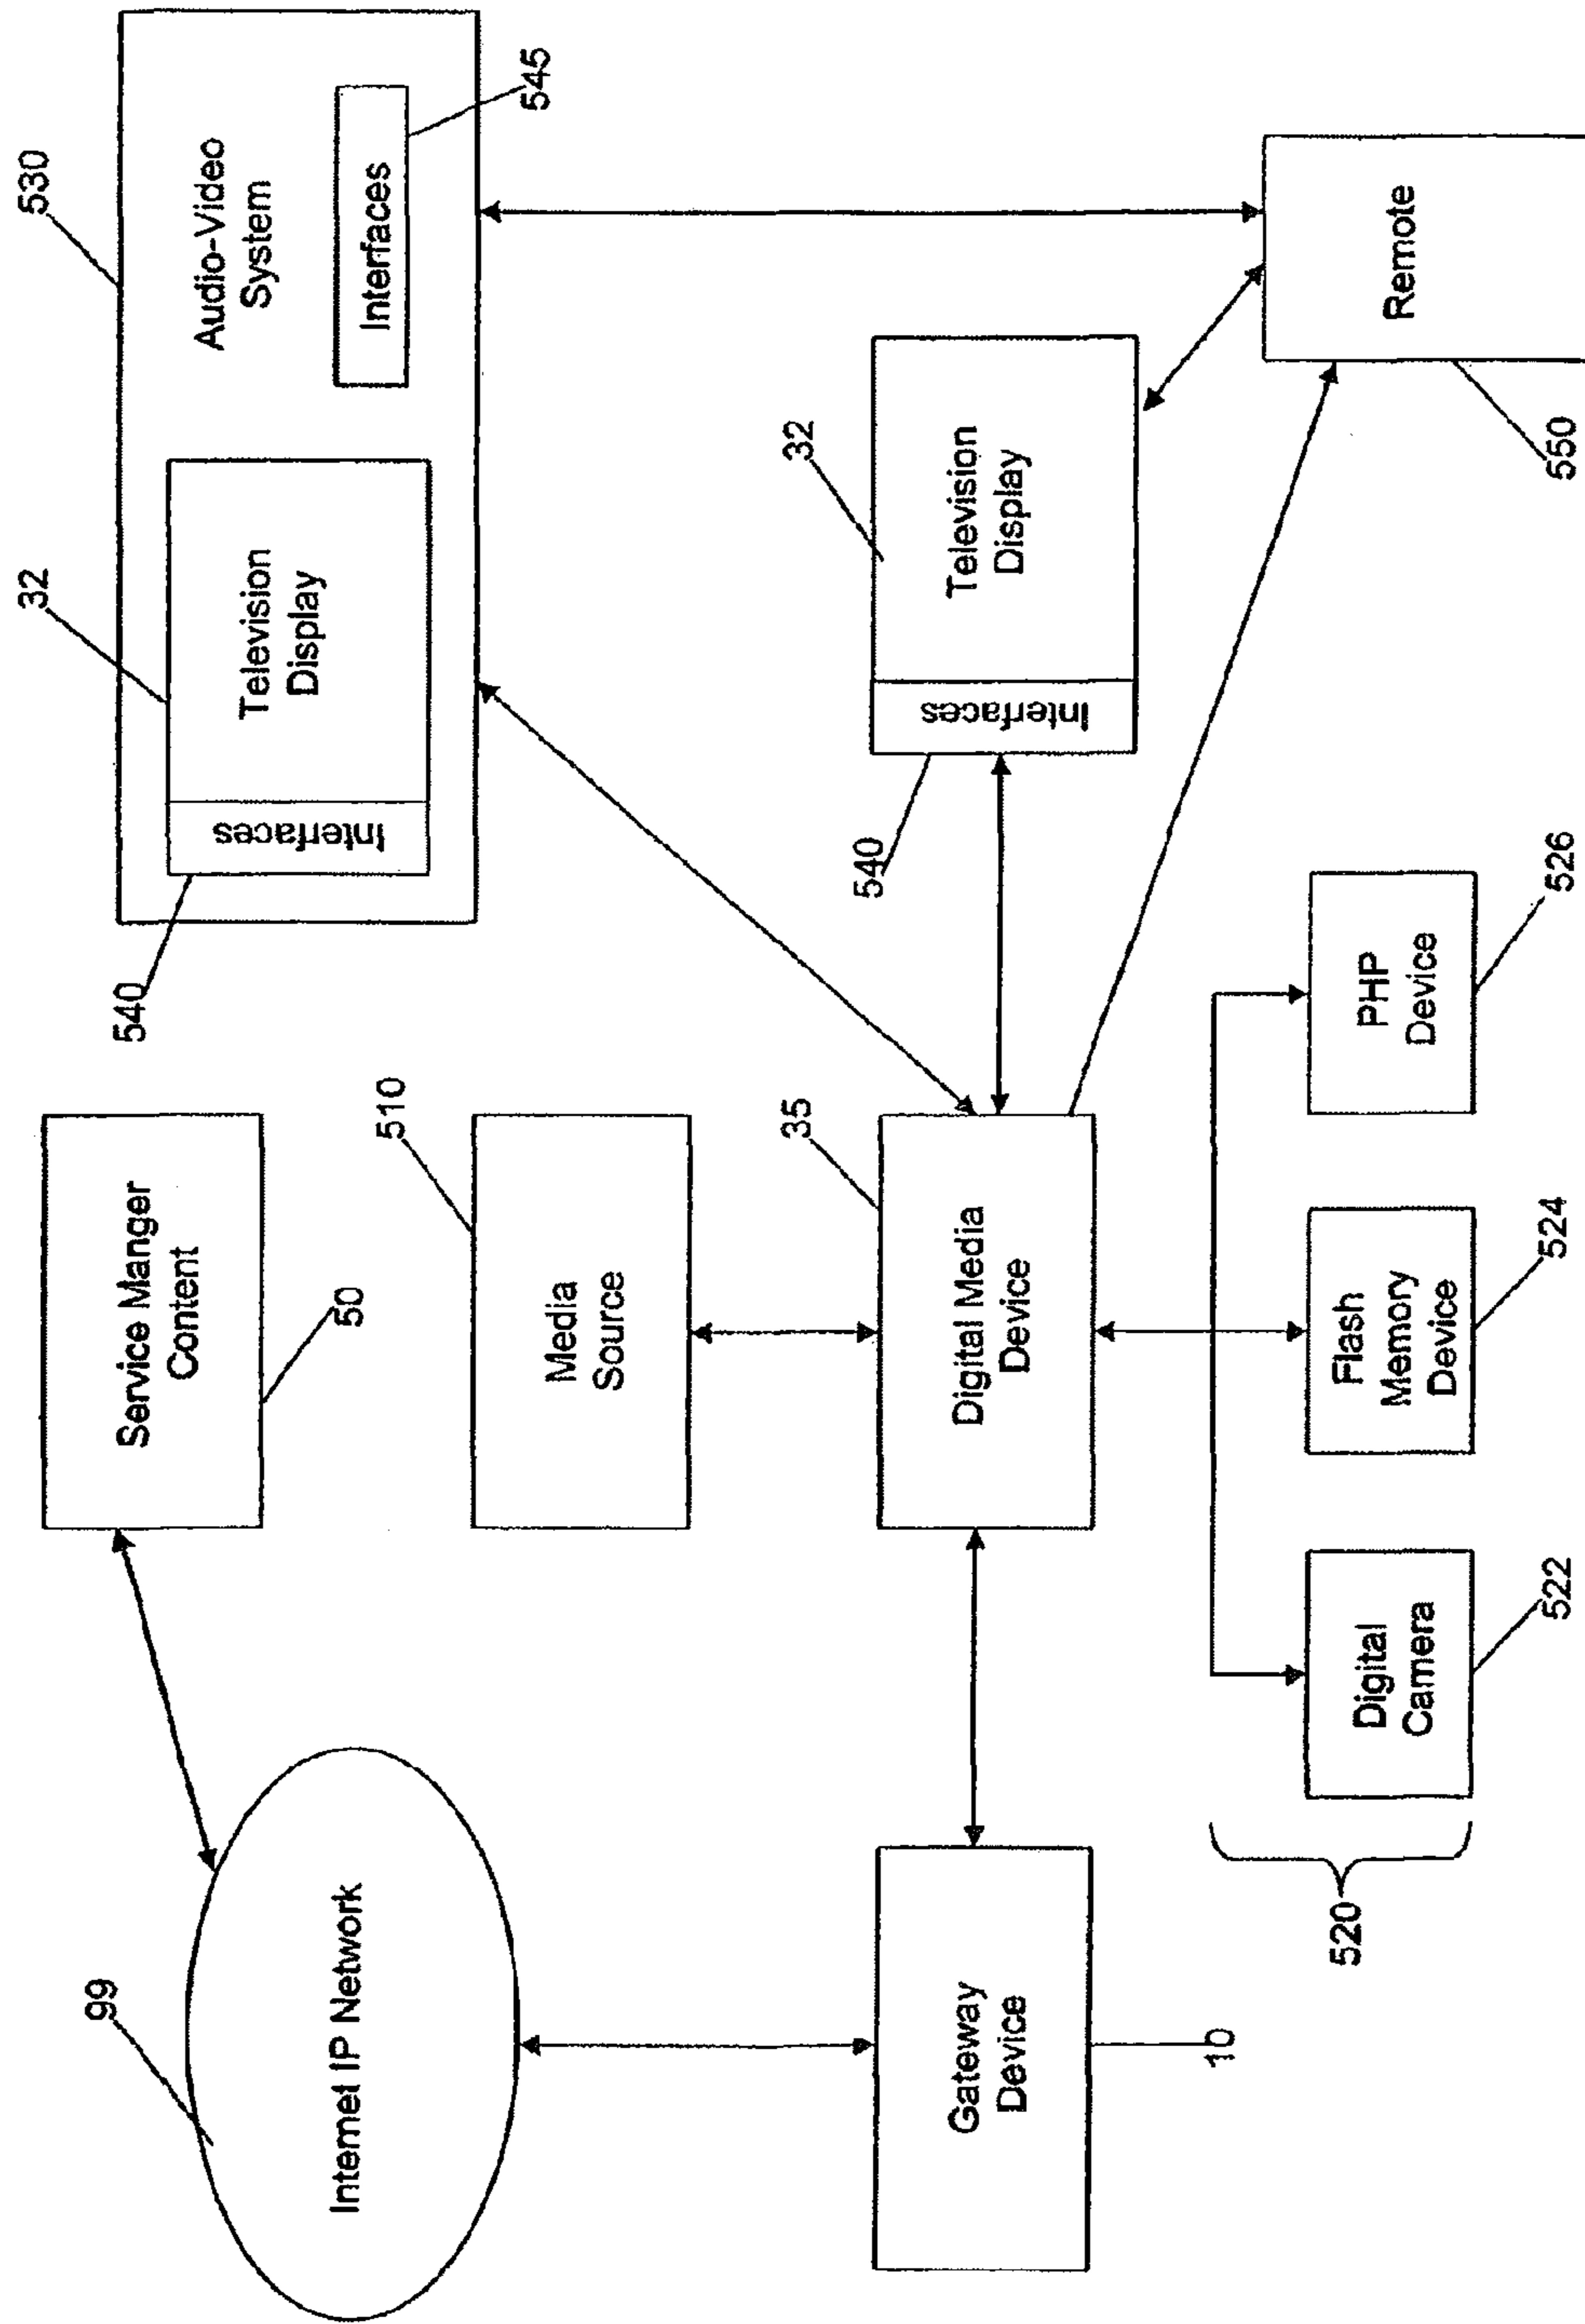 99
Internet IP Network
Service Manger
Content
50
32
Television
Display
Interfaces
540
530
Audio-Video
System
Interfaces
545
510
Media
Source
Gateway
Device
10
35
Digital Media
Device
32
Television
Display
Interfaces
540
520
Digital
Camera
522
Flash
Memory
Device
524
PHP
Device
526
Remote
550